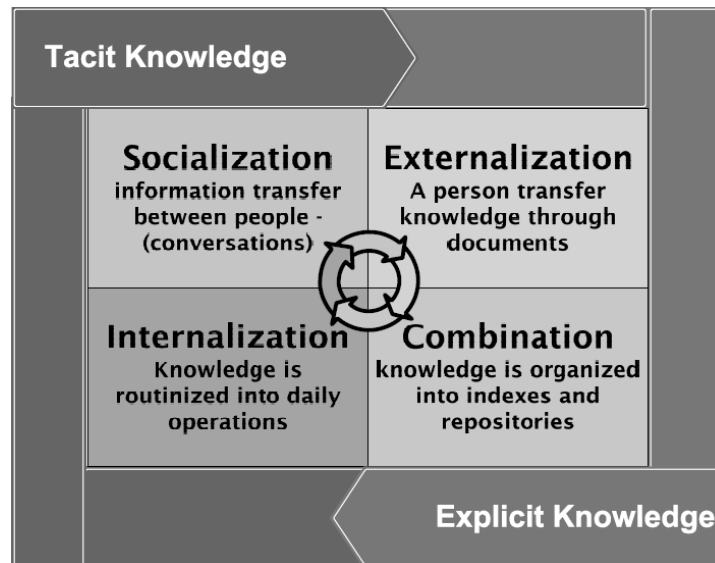 Tacit Knowledge
Socialization
information transfer
between people -
(conversations)
Externalization
A person transfer
knowledge through
documents
Internalization
Knowledge is
routinized into daily
operations
Combination
knowledge is organized
into indexes and
repositories
Explicit Knowledge